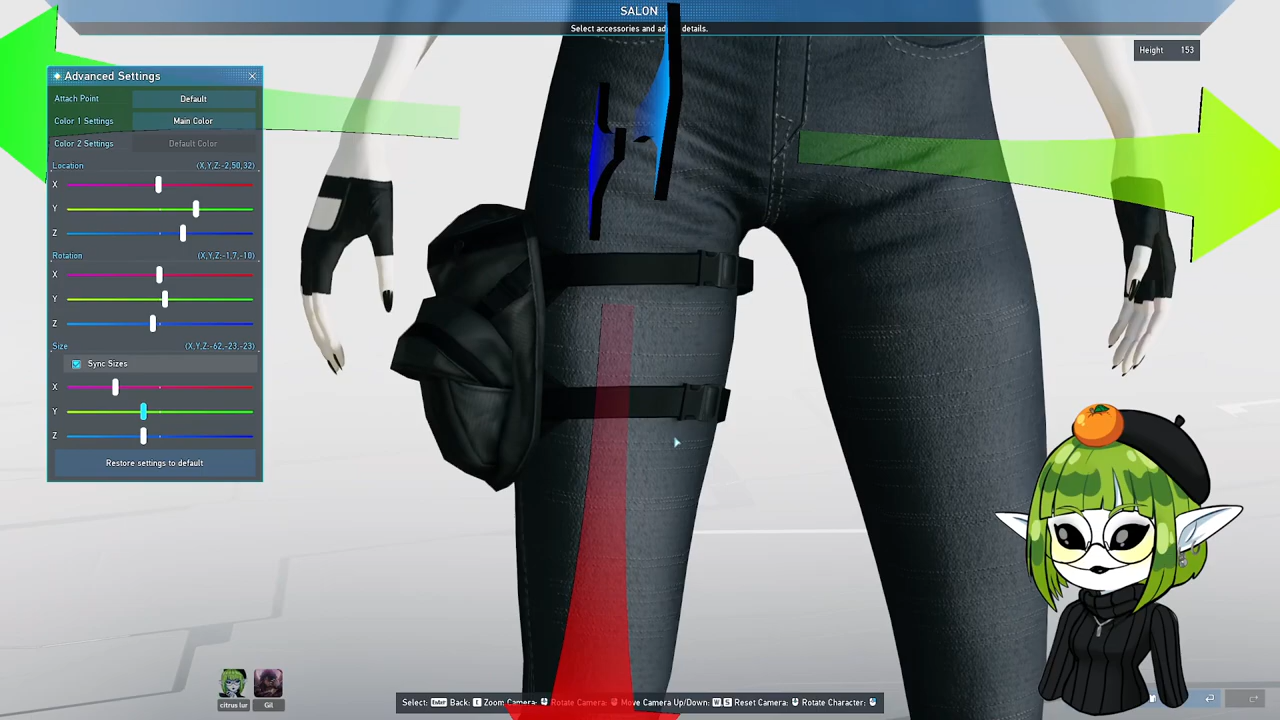 SALON
Select accessories and ad details.
Height 153
Advanced Settings
Attach Point Default
Color 1 Settings Main Color
Color 2 Settings Default Color
Location (X,Y,Z:-2,50,32)
X
Y
Z
Rotation (X,Y,Z:-1,7,-10)
X
Y
Z
Size (X,Y,Z:-62,-23,-23)
Sync Sizes
X
Y
Z
Restore settings to default
citrus lur
Gil
Select: Enter Back: Zoom Camera: Rotate Camera: Move Camera Up/Down: W, S Reset Camera: Rotate Character: